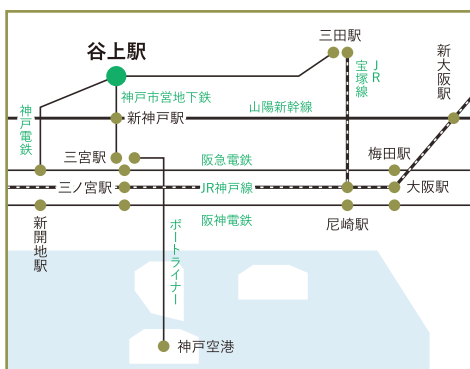 三田駅
谷上駅
新大阪駅
JR宝塚線
神戸市営地下鉄
山陽新幹線
神戸電鉄
新神戸駅
三宮駅
阪急電鉄
梅田駅
三ノ宮駅
JR神戸線
大阪駅
新開地駅
阪神電鉄
尼崎駅
ポートライナー
神戸空港